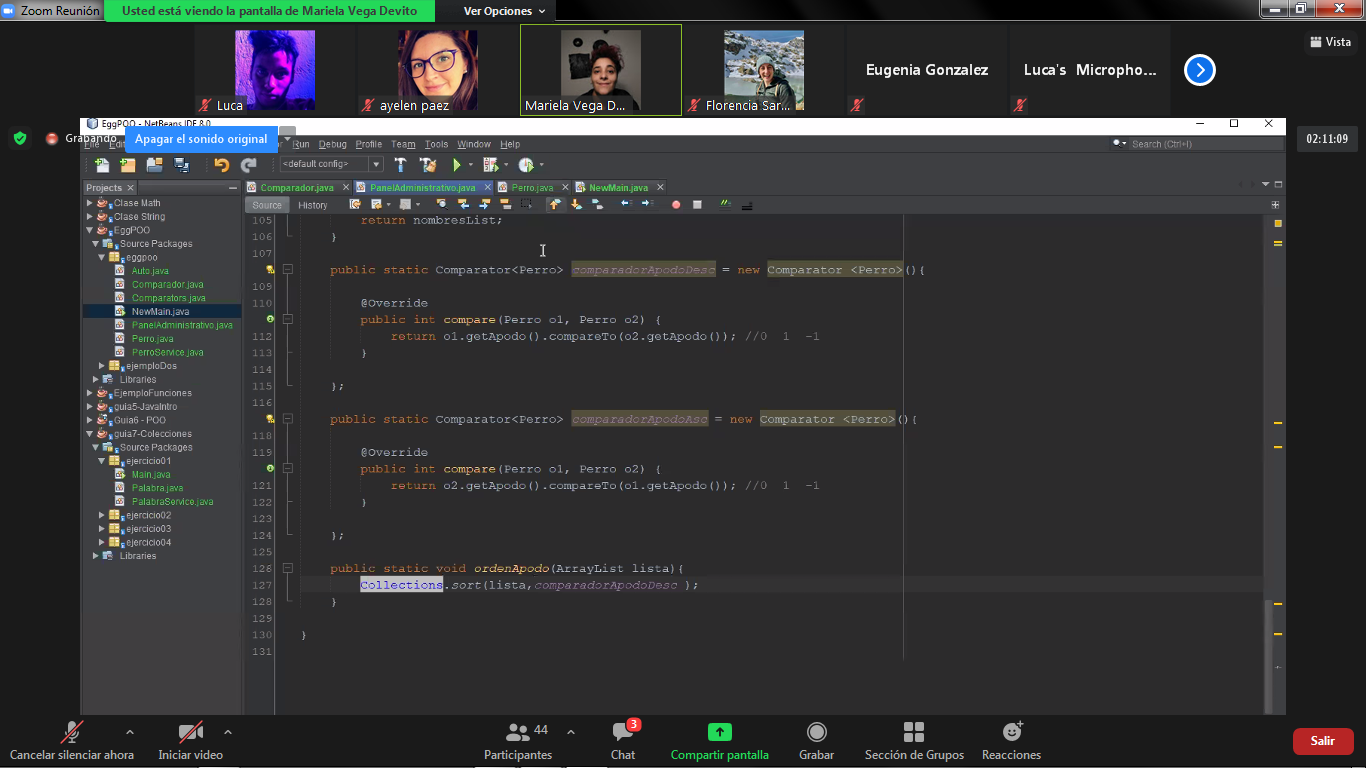 Zoom Reunión
Usted está viendo la pantalla de Mariela Vega Devito
Ver Opciones
Vista
Luca
ayelen paez
Mariela Vega D...
Florencia Sar...
Eugenia Gonzalez
Luca's Micropho...
EggPOO - NetBeans IDE 8.0
Grabando
Apagar el sonido original
02:11:09
File Edit Run Debug Profile Team Tools Window Help
Search (Ctrl+I)
<default config>
Projects
Comparador.java
PanelAdministrativo.java
Perro.java
NewMain.java
Source
History
Clase Math
Clase String
EggPOO
Source Packages
eggpoo
Auto.java
Comparador.java
Comparators.java
NewMain.java
PanelAdministrativo.java
Perro.java
PerroService.java
ejemploDos
Libraries
EjemploFunciones
guia5-JavaIntro
Guia6 - POO
guia7-Colecciones
Source Packages
ejercicio01
Main.java
Palabra.java
PalabraService.java
ejercicio02
ejercicio03
ejercicio04
Libraries
105 return nombresList;
106 }
107
public static Comparator<Perro> comparadorApodoDesc = new Comparator <Perro>(){
109
110 @Override
public int compare(Perro o1, Perro o2) {
112 return o1.getApodo().compareTo(o2.getApodo()); //0 1 -1
113 }
114
115 };
116
public static Comparator<Perro> comparadorApodoAsc = new Comparator <Perro>(){
118
119 @Override
public int compare(Perro o1, Perro o2) {
121 return o2.getApodo().compareTo(o1.getApodo()); //0 1 -1
122 }
123
124 };
125
126 public static void ordenApodo(ArrayList lista){
127 Collections.sort(lista,comparadorApodoDesc );
128 }
129
130 }
131
Cancelar silenciar ahora
Iniciar video
44
Participantes
3
Chat
Compartir pantalla
Grabar
Sección de Grupos
Reacciones
Salir